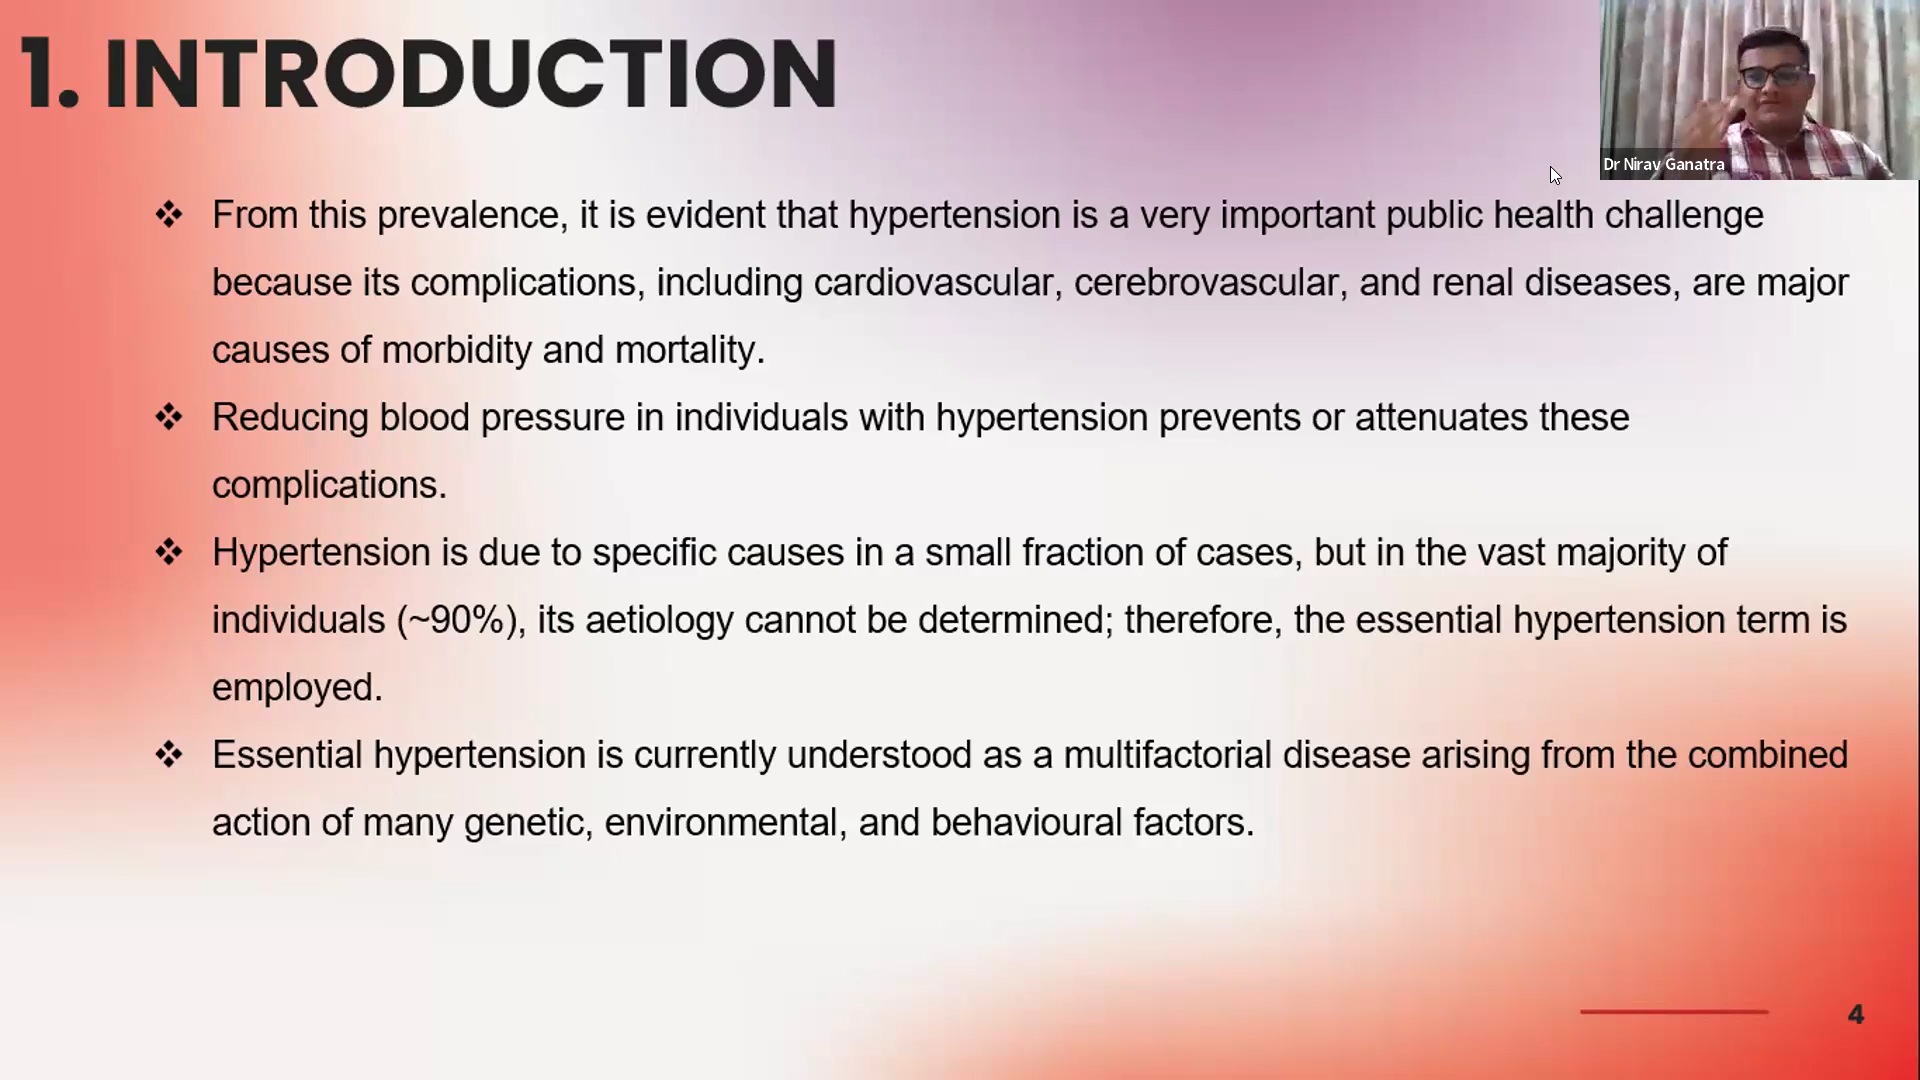 1. INTRODUCTION
Dr Nirav Ganatra
❖ From this prevalence, it is evident that hypertension is a very important public health challenge
because its complications, including cardiovascular, cerebrovascular, and renal diseases, are major
causes of morbidity and mortality.
❖ Reducing blood pressure in individuals with hypertension prevents or attenuates these
complications.
❖ Hypertension is due to specific causes in a small fraction of cases, but in the vast majority of
individuals (~90%), its aetiology cannot be determined; therefore, the essential hypertension term is
employed.
❖ Essential hypertension is currently understood as a multifactorial disease arising from the combined
action of many genetic, environmental, and behavioural factors.
4